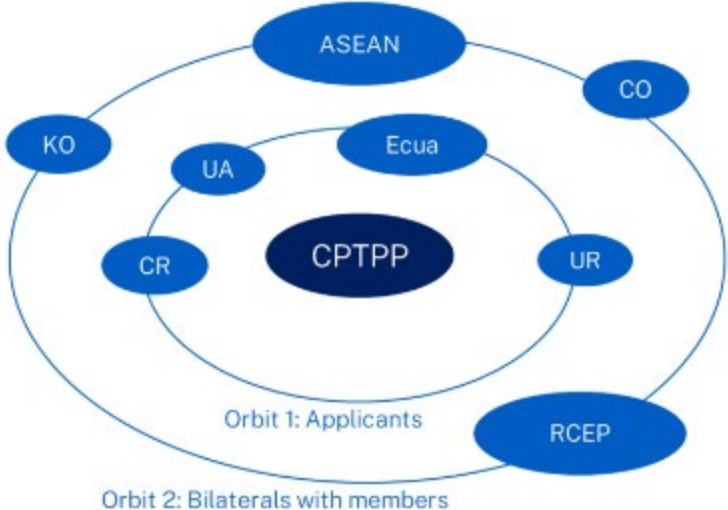 ASEAN
CO
KO
Ecua
UA
CPTPP
CR
UR
Orbit 1: Applicants
RCEP
Orbit 2: Bilaterals with members